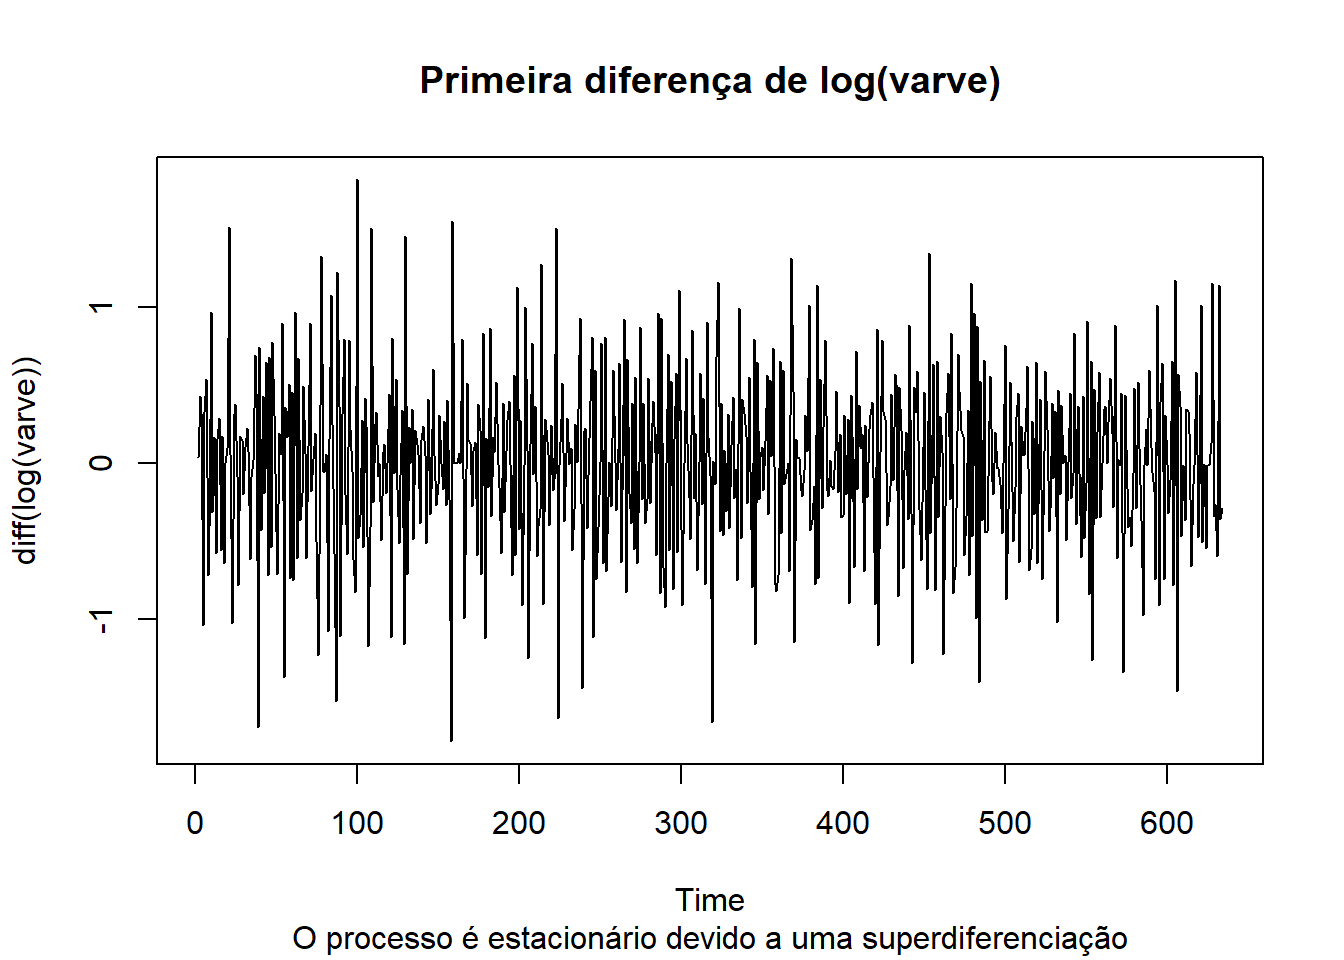 Primeira diferença de log(varve)
diff(log(varve))
1
0
-1
0 100 200 300 400 500 600
Time
O processo é estacionário devido a uma superdiferenciação